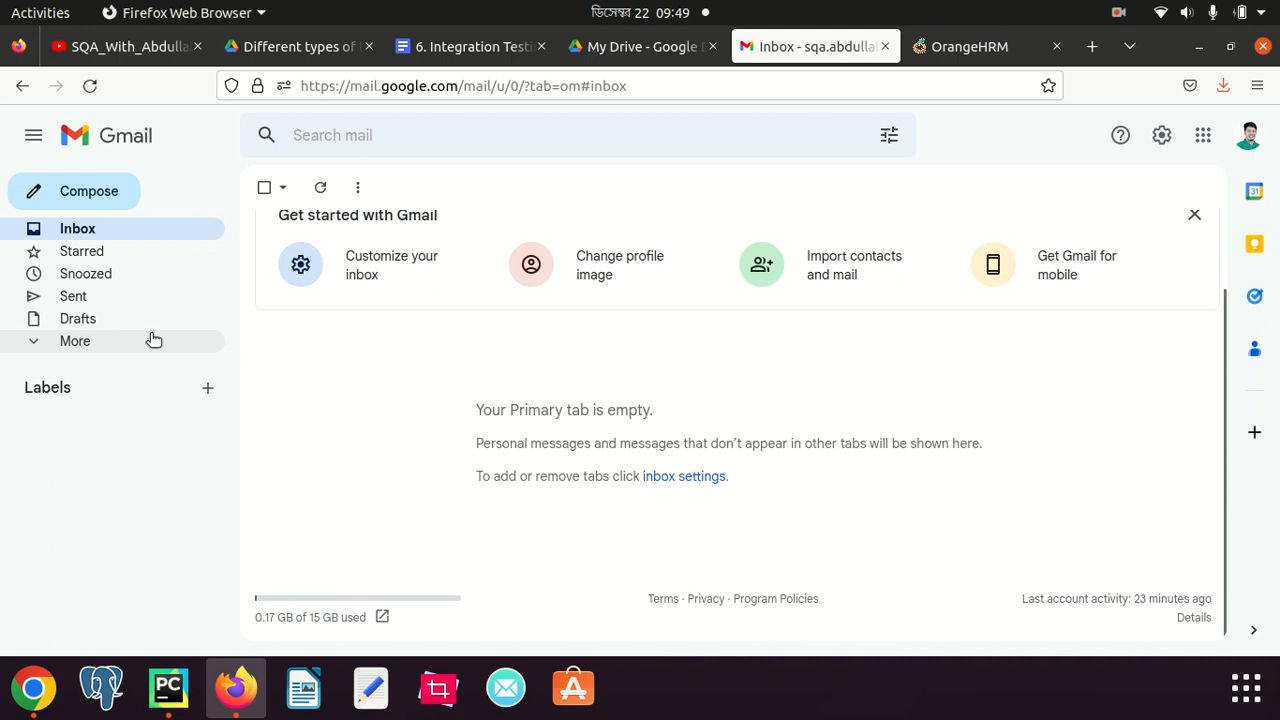 Activities
Firefox Web Browser
ডিসেম্বর 22 09:49
SQA_With_Abdulla
Different types of
6. Integration Testi
My Drive - Google D
Inbox - sqa.abdulla
OrangeHRM
https://mail.google.com/mail/u/0/?tab=om#inbox
Gmail
Search mail
Compose
Inbox
Starred
Snoozed
Sent
Drafts
More
Labels
Get started with Gmail
Customize your
inbox
Change profile
image
Import contacts
and mail
Get Gmail for
mobile
Your Primary tab is empty.
Personal messages and messages that don't appear in other tabs will be shown here.
To add or remove tabs click inbox settings.
0.17 GB of 15 GB used
Terms · Privacy · Program Policies
Last account activity: 23 minutes ago
Details
31
PC